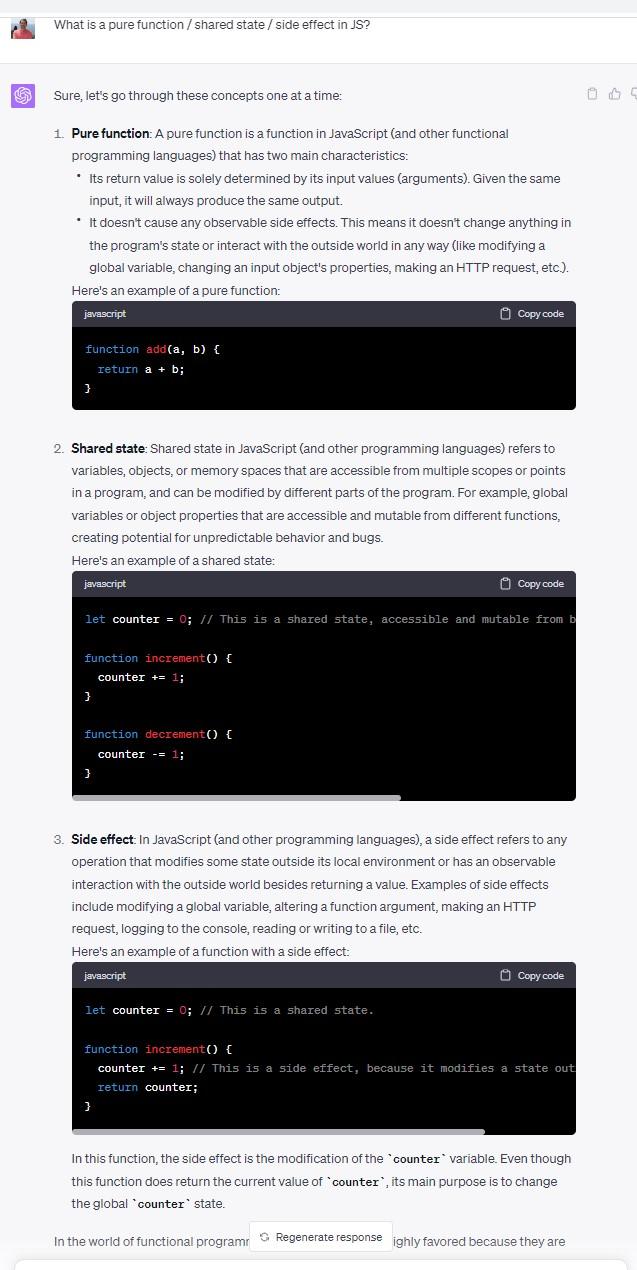 What is a pure function / shared state / side effect in JS?
Sure, let's go through these concepts one at a time:
1. Pure function: A pure function is a function in JavaScript (and other functional
programming languages) that has two main characteristics:
• Its return value is solely determined by its input values (arguments). Given the same
input, it will always produce the same output.
• It doesn't cause any observable side effects. This means it doesn't change anything in
the program's state or interact with the outside world in any way (like modifying a
global variable, changing an input object's properties, making an HTTP request, etc.).
Here's an example of a pure function:
javascript Copy code
function add(a, b) {
  return a + b;
}
2. Shared state: Shared state in JavaScript (and other programming languages) refers to
variables, objects, or memory spaces that are accessible from multiple scopes or points
in a program, and can be modified by different parts of the program. For example, global
variables or object properties that are accessible and mutable from different functions,
creating potential for unpredictable behavior and bugs.
Here's an example of a shared state:
javascript Copy code
let counter = 0; // This is a shared state, accessible and mutable from b
function increment() {
  counter += 1;
}
function decrement() {
  counter -= 1;
}
3. Side effect: In JavaScript (and other programming languages), a side effect refers to any
operation that modifies some state outside its local environment or has an observable
interaction with the outside world besides returning a value. Examples of side effects
include modifying a global variable, altering a function argument, making an HTTP
request, logging to the console, reading or writing to a file, etc.
Here's an example of a function with a side effect:
javascript Copy code
let counter = 0; // This is a shared state.
function increment() {
  counter += 1; // This is a side effect, because it modifies a state out
  return counter;
}
In this function, the side effect is the modification of the `counter` variable. Even though
this function does return the current value of `counter`, its main purpose is to change
the global `counter` state.
In the world of functional programm ighly favored because they are
Regenerate response